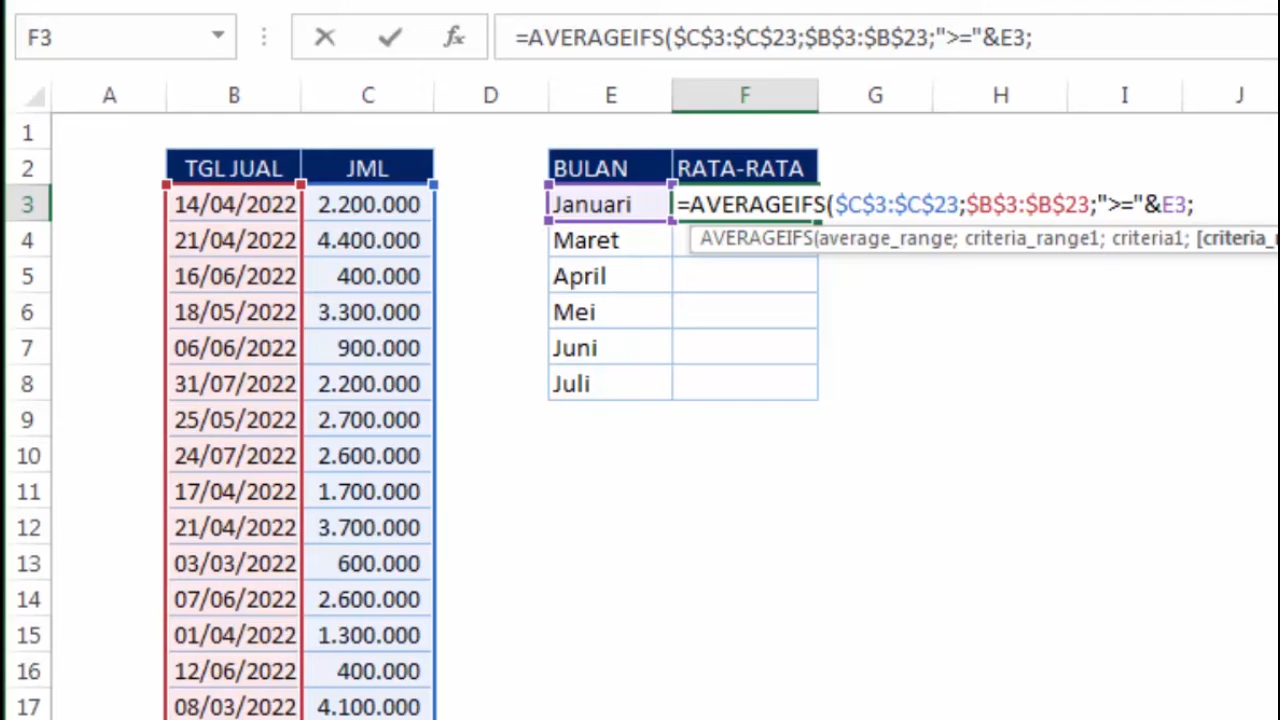 F3 fx =AVERAGEIFS($C$3:$C$23;$B$3:$B$23;">="&E3;
A B C D E F G H I J
1
2 TGL JUAL JML BULAN RATA-RATA
3 14/04/2022 2.200.000 Januari =AVERAGEIFS($C$3:$C$23;$B$3:$B$23;">="&E3;
4 21/04/2022 4.400.000 Maret AVERAGEIFS(average_range; criteria_range1; criteria1; [criteria_r
5 16/06/2022 400.000 April
6 18/05/2022 3.300.000 Mei
7 06/06/2022 900.000 Juni
8 31/07/2022 2.200.000 Juli
9 25/05/2022 2.700.000
10 24/07/2022 2.600.000
11 17/04/2022 1.700.000
12 21/04/2022 3.700.000
13 03/03/2022 600.000
14 07/06/2022 2.600.000
15 01/04/2022 1.300.000
16 12/06/2022 400.000
17 08/03/2022 4.100.000